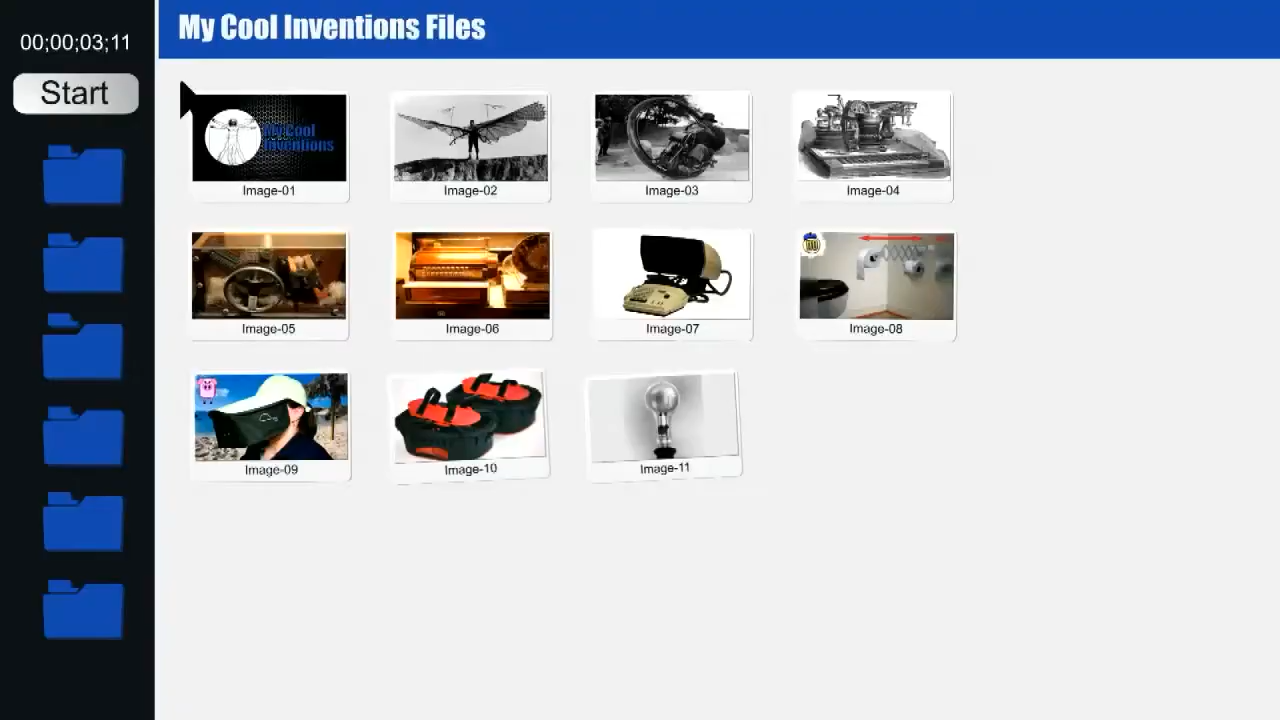 My Cool Inventions Files
00;00;03;11
Start
My Cool
Inventions
Image-01
Image-02
Image-03
Image-04
Image-05
Image-06
Image-07
Image-08
Image-09
Image-10
Image-11